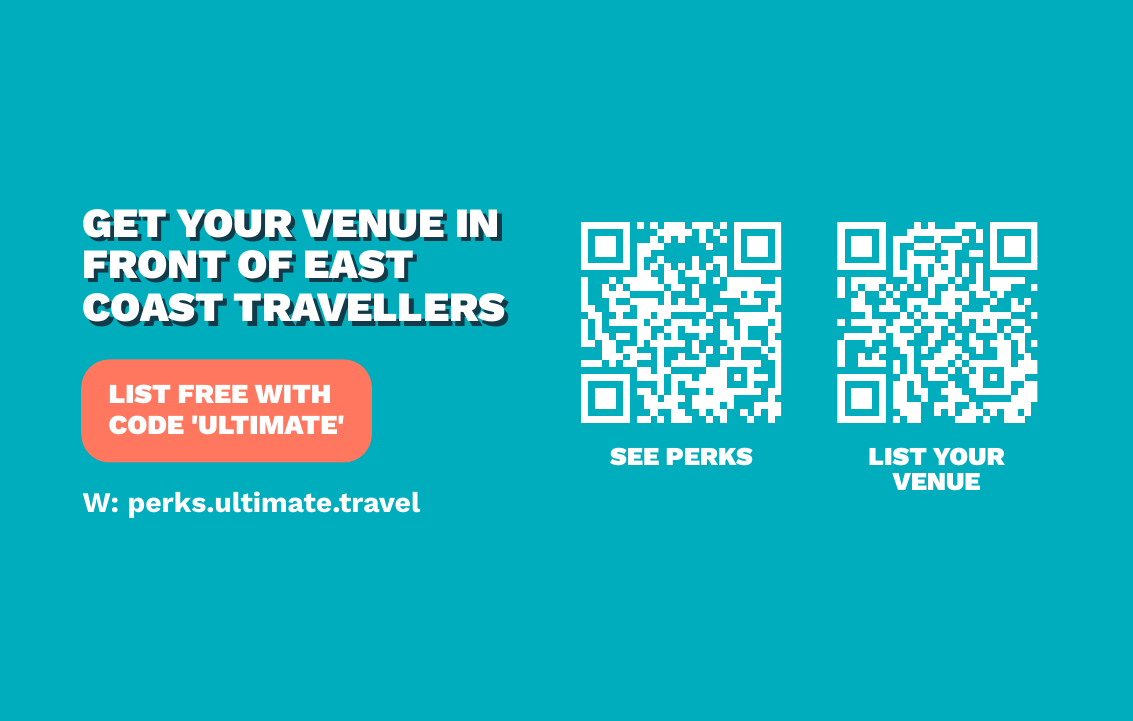 GET YOUR VENUE IN
FRONT OF EAST
COAST TRAVELLERS
LIST FREE WITH
CODE 'ULTIMATE'
W: perks.ultimate.travel
SEE PERKS
LIST YOUR
VENUE